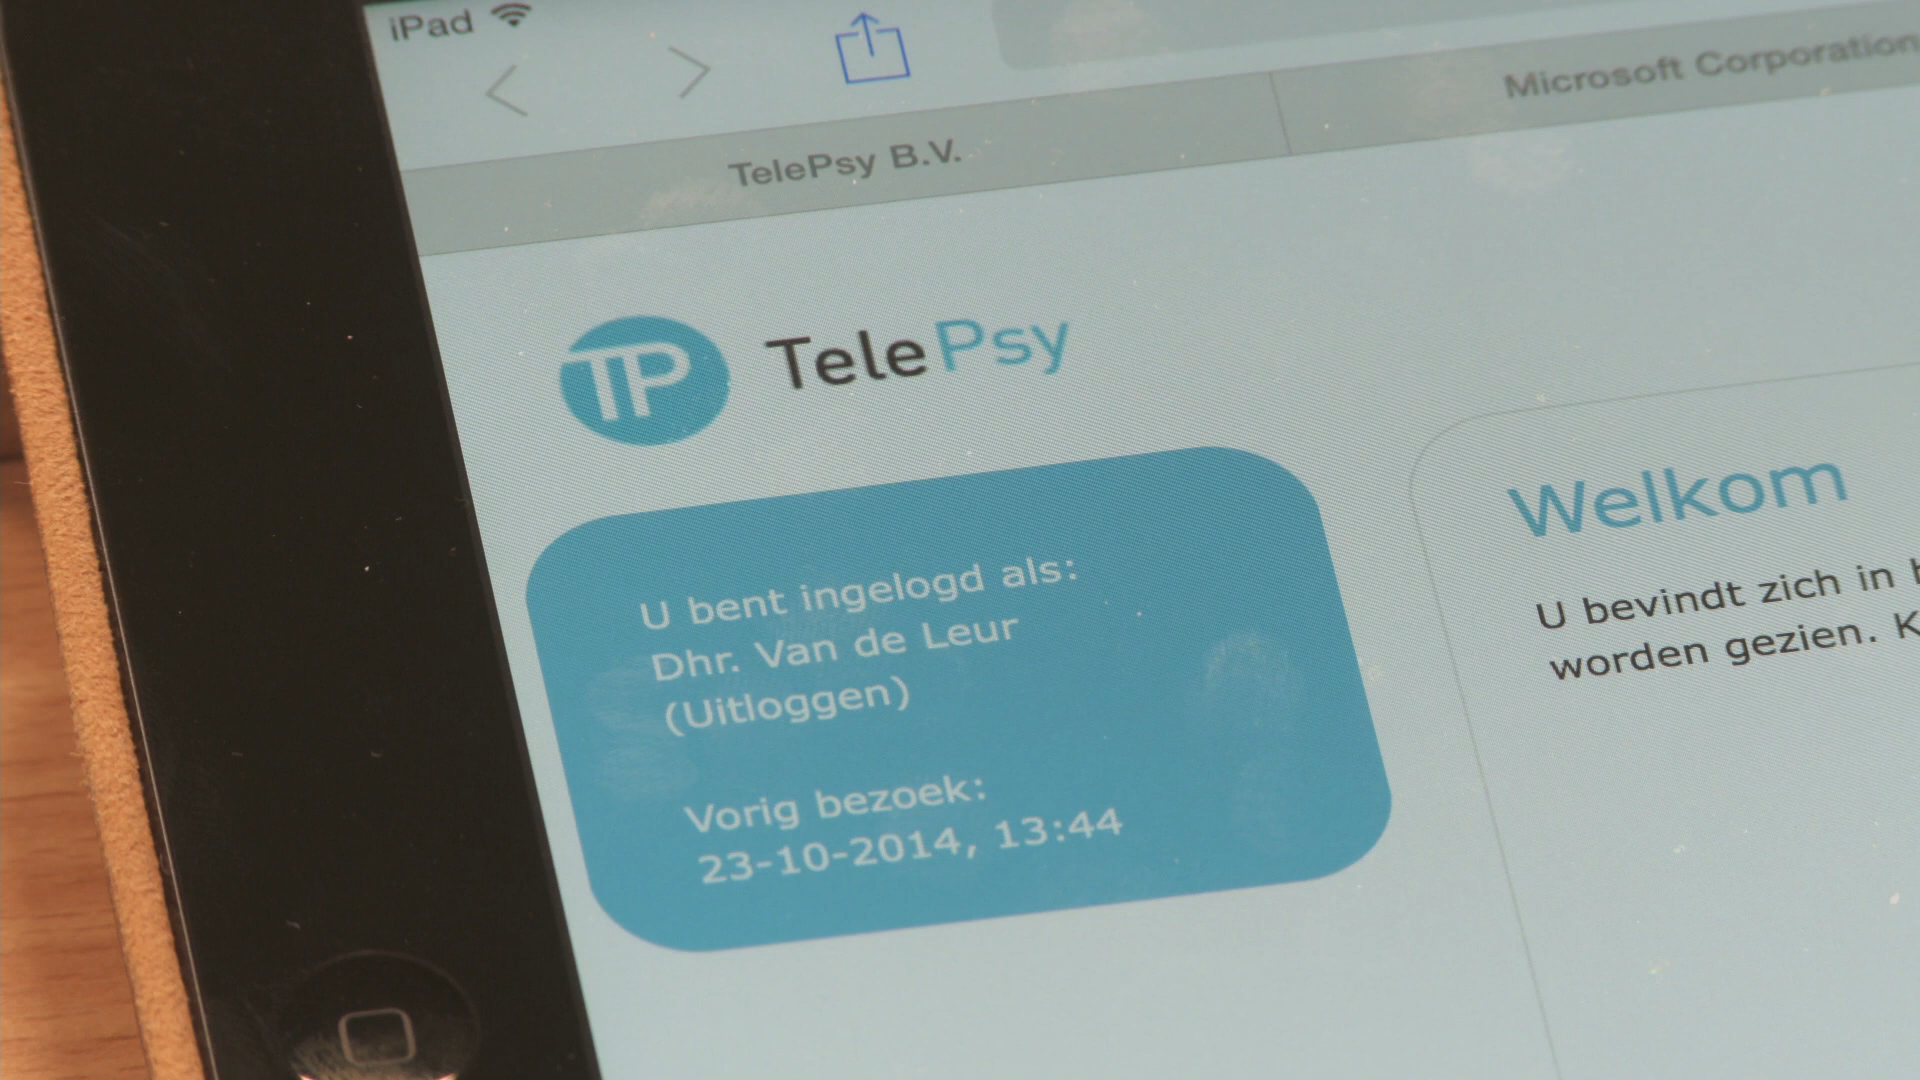 iPad
TelePsy B.V.
Microsoft Corporation
TP
TelePsy
U bent ingelogd als:
Dhr. Van de Leur
(Uitloggen)
Vorig bezoek:
23-10-2014, 13:44
Welkom
U bevindt zich in
worden gezien.